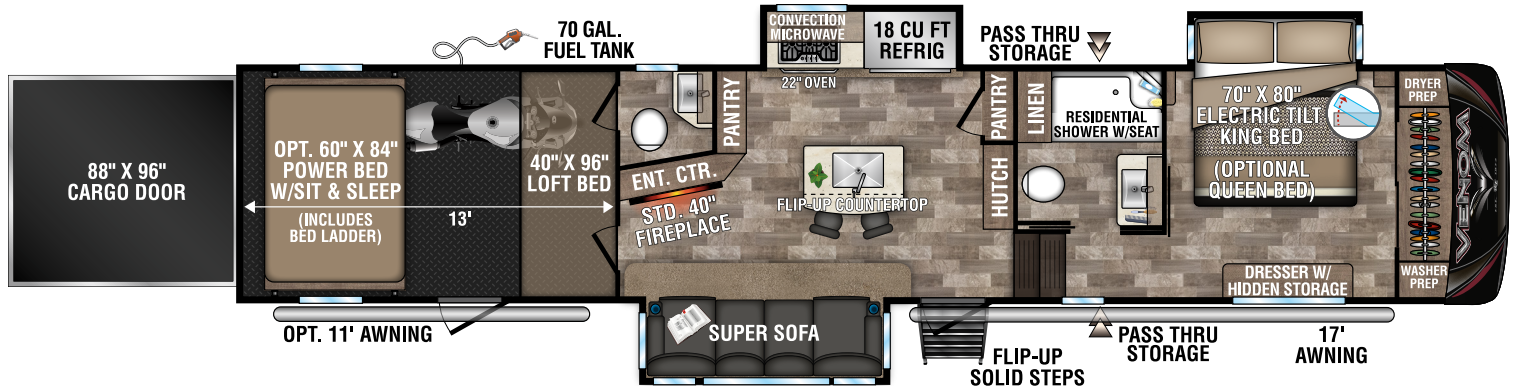 88" X 96"
CARGO DOOR
70 GAL.
FUEL TANK
OPT. 60" X 84"
POWER BED
W/SIT & SLEEP
(INCLUDES
BED LADDER)
13'
40" X 96"
LOFT BED
OPT. 11' AWNING
PANTRY
ENT. CTR.
STD. 40"
FIREPLACE
CONVECTION
MICROWAVE
22" OVEN
18 CU FT
REFRIG
FLIP-UP COUNTERTOP
SUPER SOFA
PANTRY
HUTCH
FLIP-UP
SOLID STEPS
PASS THRU
STORAGE
LINEN
RESIDENTIAL
SHOWER W/SEAT
70" X 80"
ELECTRIC TILT
KING BED
(OPTIONAL
QUEEN BED)
DRESSER W/
HIDDEN STORAGE
PASS THRU
STORAGE
17'
AWNING
DRYER
PREP
WASHER
PREP
VENOM